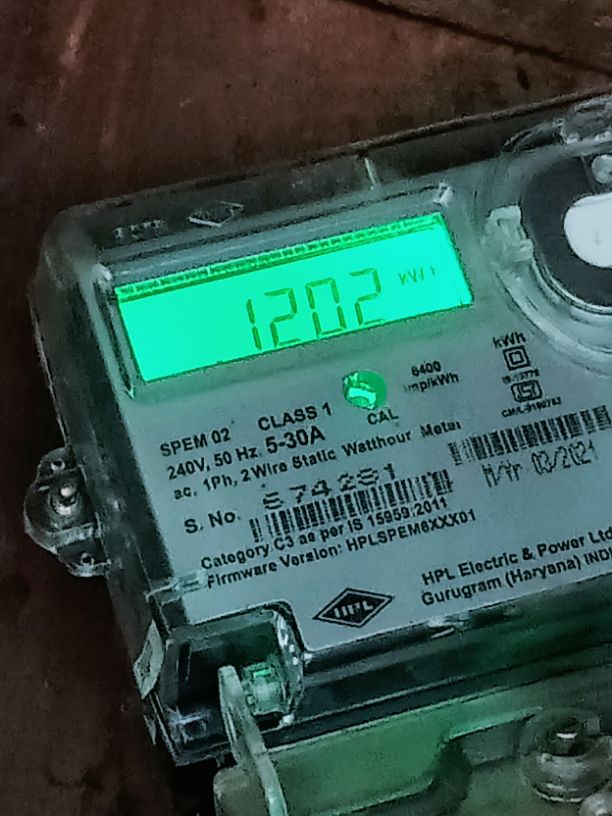 1202 kWh
kWh
6400
imp/kWh
CAL
SPEM 02 CLASS 1
240V, 50 Hz. 5-30A
ac, 1Ph, 2Wire Static Watthour Meter
S. No. 674291
03/2021
Category C3 as per IS 15959:2011
Firmware Version: HPLSPEM6XXX01
HPL
HPL Electric & Power Ltd
Gurugram (Haryana) INDI